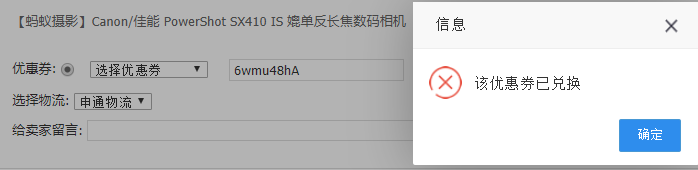 【蚂蚁摄影】Canon/佳能 PowerShot SX410 IS 媲单反长焦数码相机
信息
优惠券: 选择优惠券 6wmu48hA
该优惠券已兑换
选择物流: 申通物流
给卖家留言:
确定